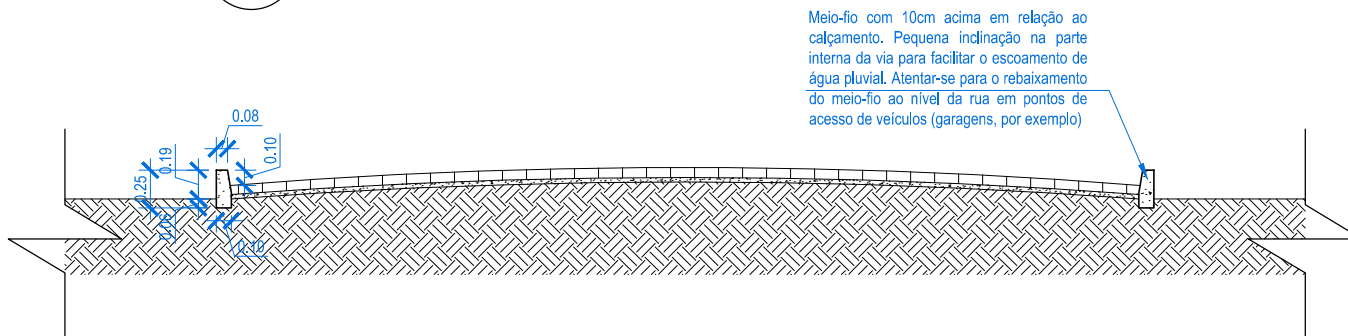 Meio-fio com 10cm acima em relação ao
calçamento. Pequena inclinação na parte
interna da via para facilitar o escoamento de
água pluvial. Atentar-se para o rebaixamento
do meio-fio ao nível da rua em pontos de
acesso de veículos (garagens, por exemplo)
0.08
0.19
0.10
0.25
0.06
0.10